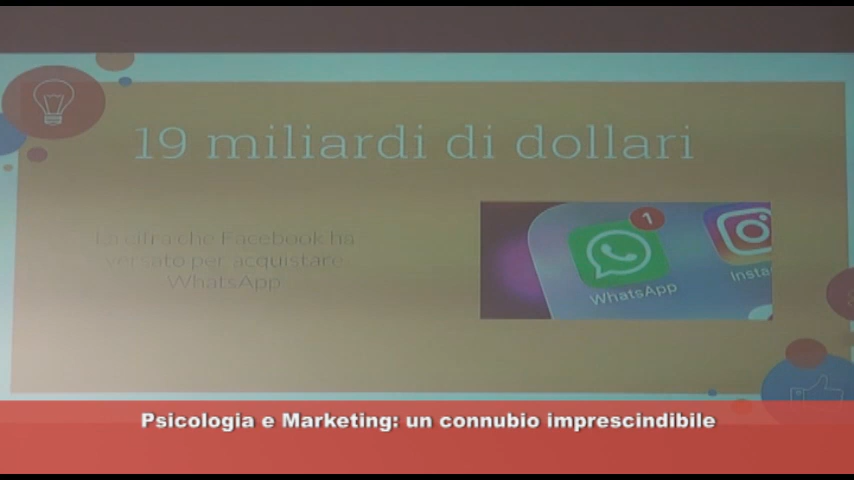 19 miliardi di dollari
La cifra che Facebook ha
versato per acquistare
WhatsApp
1
WhatsApp
Insta
Psicologia e Marketing: un connubio imprescindibile